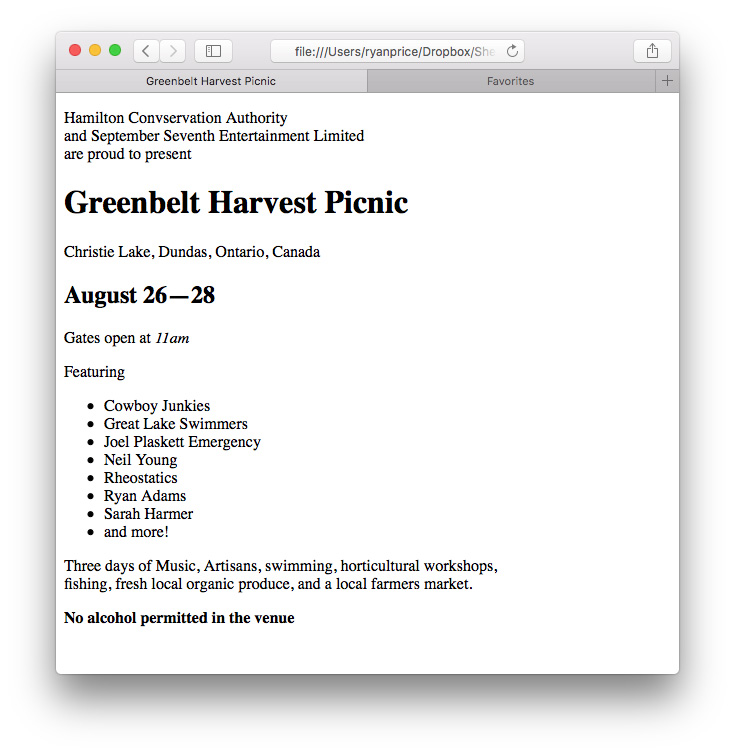 file:///Users/ryanprice/Dropbox/She
Greenbelt Harvest Picnic
Favorites
Hamilton Convservation Authority
and September Seventh Entertainment Limited
are proud to present
Greenbelt Harvest Picnic
Christie Lake, Dundas, Ontario, Canada
August 26—28
Gates open at 11am
Featuring
• Cowboy Junkies
• Great Lake Swimmers
• Joel Plaskett Emergency
• Neil Young
• Rheostatics
• Ryan Adams
• Sarah Harmer
• and more!
Three days of Music, Artisans, swimming, horticultural workshops,
fishing, fresh local organic produce, and a local farmers market.
No alcohol permitted in the venue